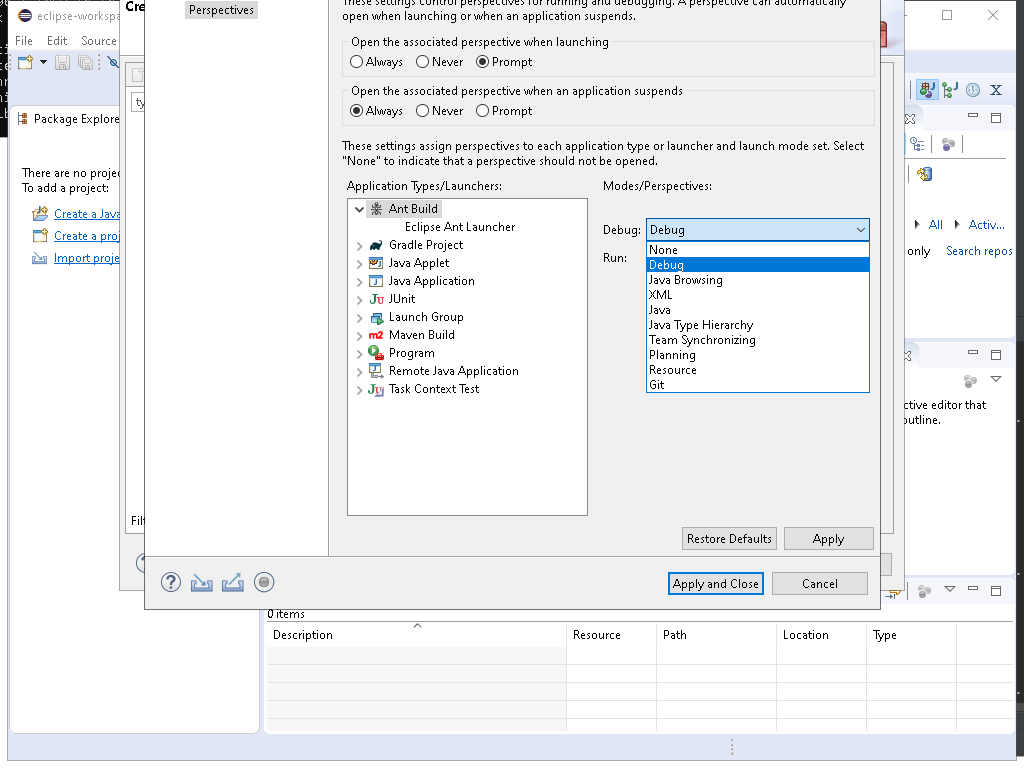 eclipse-workspa
Cre
File Edit Source
Perspectives
These settings control perspectives for running and debugging. A perspective can automatically
open when launching or when an application suspends.
Open the associated perspective when launching
Always Never Prompt
Open the associated perspective when an application suspends
Always Never Prompt
These settings assign perspectives to each application type or launcher and launch mode set. Select
"None" to indicate that a perspective should not be opened.
Application Types/Launchers:
Modes/Perspectives:
Ant Build
Eclipse Ant Launcher
Gradle Project
Java Applet
Java Application
JUnit
Launch Group
Maven Build
Program
Remote Java Application
Task Context Test
Debug: Debug
Run:
None
Debug
Java Browsing
XML
Java
Java Type Hierarchy
Team Synchronizing
Planning
Resource
Git
Restore Defaults Apply
Apply and Close Cancel
Package Explore
ty
There are no projec
To add a project:
Create a Java
Create a proj
Import proje
Filt
All Activ...
only Search repos
ctive editor that
outline.
0 items
Description Resource Path Location Type